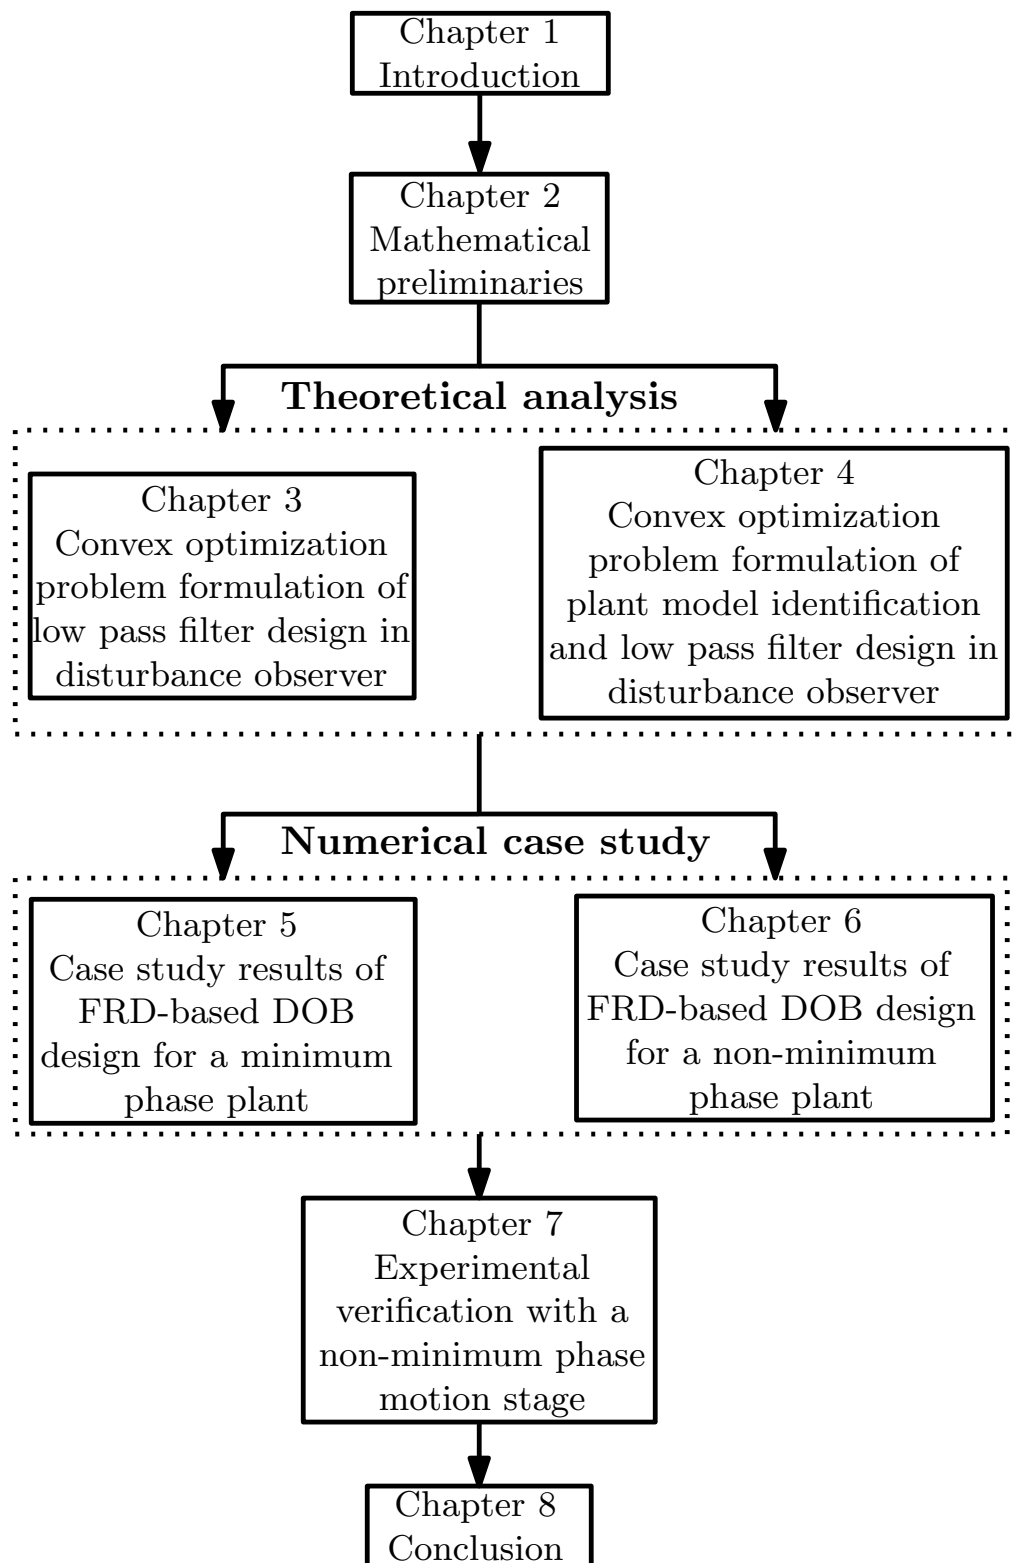 Chapter 1
Introduction
Chapter 2
Mathematical
preliminaries
Theoretical analysis
Chapter 3
Convex optimization
problem formulation of
low pass filter design in
disturbance observer
Chapter 4
Convex optimization
problem formulation of
plant model identification
and low pass filter design in
disturbance observer
Numerical case study
Chapter 5
Case study results of
FRD-based DOB
design for a minimum
phase plant
Chapter 6
Case study results of
FRD-based DOB design
for a non-minimum
phase plant
Chapter 7
Experimental
verification with a
non-minimum phase
motion stage
Chapter 8
Conclusion